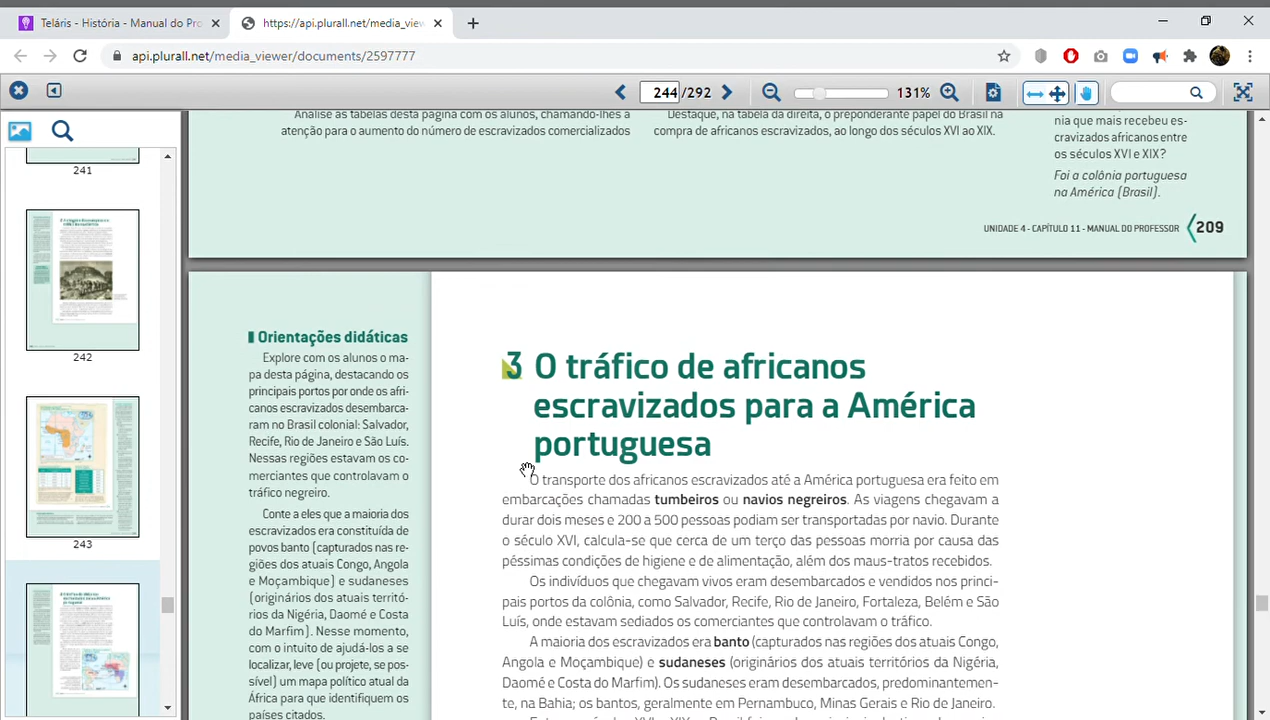 Teláris - História - Manual do Pro
https://api.plurall.net/media_view
api.plurall.net/media_viewer/documents/2597777
244 /292
131%
241
242
243
Analise as tabelas desta página com os alunos, chamando-lhes a
atenção para o aumento do número de escravizados comercializados
Destaque, na tabela da direita, o preponderante papel do Brasil na
compra de africanos escravizados, ao longo dos séculos XVI ao XIX.
nia que mais recebeu es-
cravizados africanos entre
os séculos XVI e XIX?
Foi a colônia portuguesa
na América (Brasil).
UNIDADE 4 - CAPÍTULO 11 - MANUAL DO PROFESSOR 209
Orientações didáticas
Explore com os alunos o ma-
pa desta página, destacando os
principais portos por onde os afri-
canos escravizados desembarca-
ram no Brasil colonial: Salvador,
Recife, Rio de Janeiro e São Luís.
Nessas regiões estavam os co-
merciantes que controlavam o
tráfico negreiro.
Conte a eles que a maioria dos
escravizados era constituída de
povos banto (capturados nas re-
giões dos atuais Congo, Angola
e Moçambique) e sudaneses
(originários dos atuais territó-
rios da Nigéria, Daomé e Costa
do Marfim). Nesse momento,
com o intuito de ajudá-los a se
localizar, leve (ou projete, se pos-
sível) um mapa político atual da
África para que identifiquem os
países citados.
3 O tráfico de africanos
escravizados para a América
portuguesa
O transporte dos africanos escravizados até a América portuguesa era feito em
embarcações chamadas tumbeiros ou navios negreiros. As viagens chegavam a
durar dois meses e 200 a 500 pessoas podiam ser transportadas por navio. Durante
o século XVI, calcula-se que cerca de um terço das pessoas morria por causa das
péssimas condições de higiene e de alimentação, além dos maus-tratos recebidos.
Os indivíduos que chegavam vivos eram desembarcados e vendidos nos princi-
pais portos da colônia, como Salvador, Recife, Rio de Janeiro, Fortaleza, Belém e São
Luís, onde estavam sediados os comerciantes que controlavam o tráfico.
A maioria dos escravizados era banto (capturados nas regiões dos atuais Congo,
Angola e Moçambique) e sudaneses (originários dos atuais territórios da Nigéria,
Daomé e Costa do Marfim). Os sudaneses eram desembarcados, predominantemen-
te, na Bahia; os bantos, geralmente em Pernambuco, Minas Gerais e Rio de Janeiro.